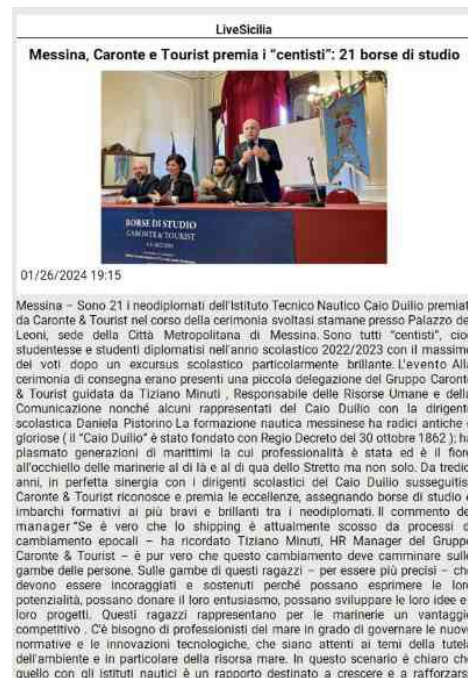 LiveSicilia
Messina, Caronte e Tourist premia i “centisti”: 21 borse di studio
BORSE DI STUDIO
CARONTE & TOURIST
01/26/2024 19:15
Messina – Sono 21 i neodiplomati dell'Istituto Tecnico Nautico Caio Duilio premiat
da Caronte & Tourist nel corso della cerimonia svoltasi stamane presso Palazzo de
Leoni, sede della Città Metropolitana di Messina. Sono tutti “centisti”, cio
studentesse e studenti diplomatisi nell'anno scolastico 2022/2023 con il massimo
dei voti dopo un excursus scolastico particolarmente brillante. L'evento Alla
cerimonia di consegna erano presenti una piccola delegazione del Gruppo Caronte
& Tourist guidata da Tiziano Minuti , Responsabile delle Risorse Umane e della
Comunicazione nonché alcuni rappresentati del Caio Duilio con la dirigente
scolastica Daniela Pistorino La formazione nautica messinese ha radici antiche e
gloriose ( il “Caio Duilio” è stato fondato con Regio Decreto del 30 ottobre 1862 ); ha
plasmato generazioni di marittimi la cui professionalità è stata ed è il fiore
all'occhiello delle marinerie al di là e al di qua dello Stretto ma non solo. Da tredic
anni, in perfetta sinergia con i dirigenti scolastici del Caio Duilio susseguitis
Caronte & Tourist riconosce e premia le eccellenze, assegnando borse di studio e
imbarchi formativi ai più bravi e brillanti tra i neodiplomati. Il commento de
manager “Se è vero che lo shipping è attualmente scosso da processi d
cambiamento epocali – ha ricordato Tiziano Minuti, HR Manager del Gruppo
Caronte & Tourist – è pur vero che questo cambiamento deve camminare sulle
gambe delle persone. Sulle gambe di questi ragazzi – per essere più precisi – che
devono essere incoraggiati e sostenuti perché possano esprimere le loro
potenzialità, possano donare il loro entusiasmo, possano sviluppare le loro idee e
loro progetti. Questi ragazzi rappresentano per le marinerie un vantaggio
competitivo . C'è bisogno di professionisti del mare in grado di governare le nuove
normative e le innovazioni tecnologiche, che siano attenti ai temi della tutela
dell'ambiente e in particolare della risorsa mare. In questo scenario è chiaro che
quello con gli istituti nautici è un rapporto destinato a crescere e a rafforzars